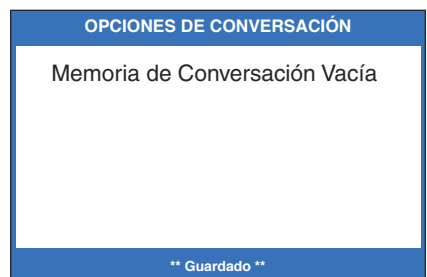 OPCIONES DE CONVERSACIÓN
Memoria de Conversación Vacía
** Guardado **